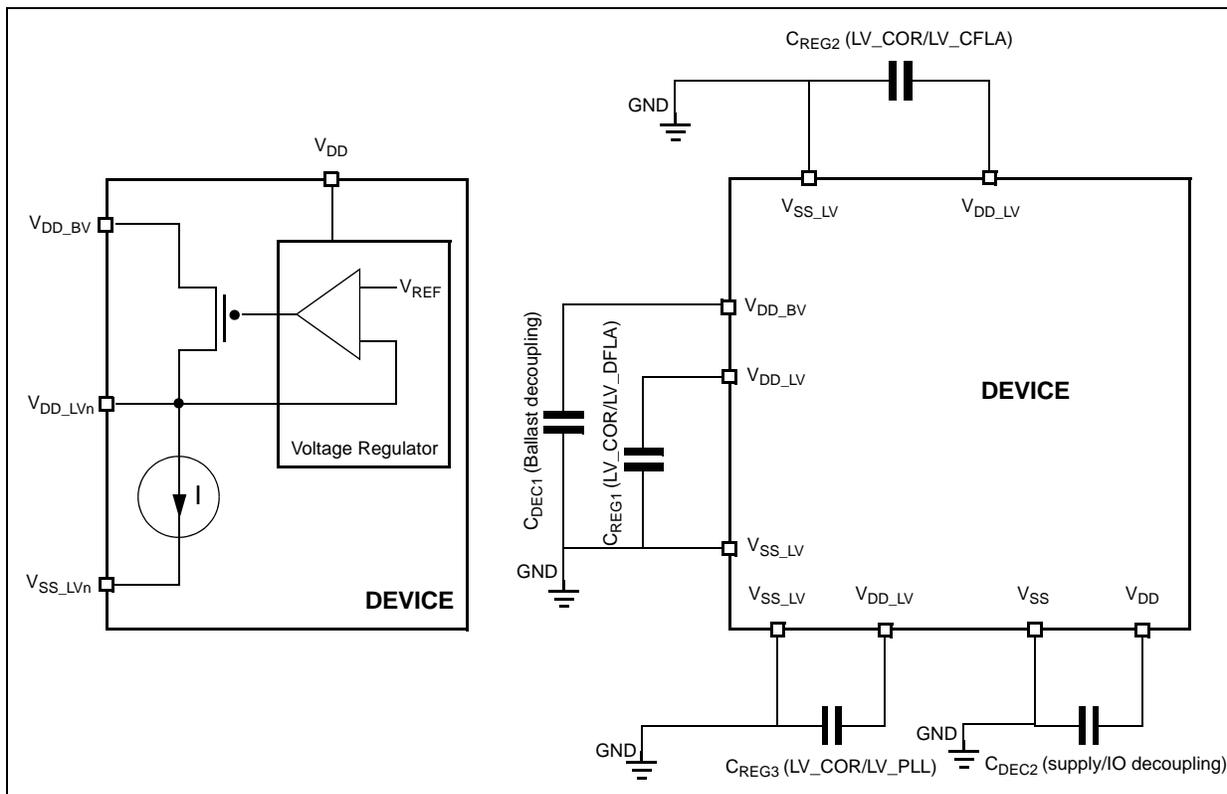 V_DD
V_DD_BV
V_REF
V_DD_LVn
Voltage Regulator
I
V_SS_LVn
DEVICE
C_REG2 (LV_COR/LV_CFLA)
GND
V_SS_LV
V_DD_LV
V_DD_BV
V_DD_LV
C_DEC1 (Ballast decoupling)
C_REG1 (LV_COR/LV_DFLA)
DEVICE
V_SS_LV
GND
V_SS_LV
V_DD_LV
V_SS
V_DD
GND
C_REG3 (LV_COR/LV_PLL)
GND
C_DEC2 (supply/IO decoupling)